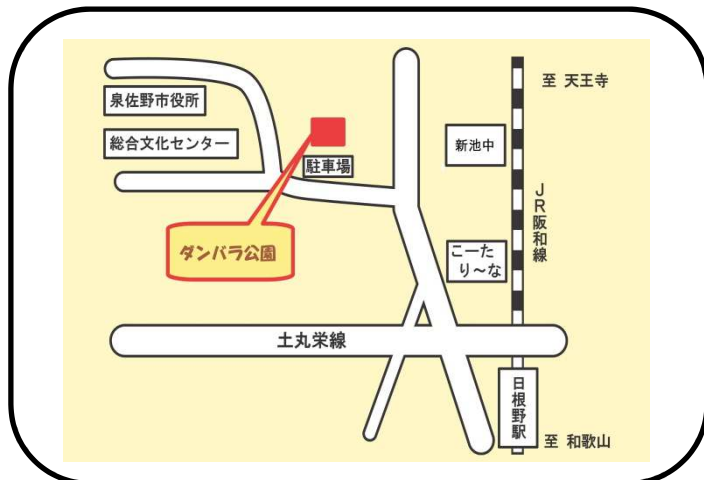 至 天王寺
泉佐野市役所
総合文化センター
新池中
駐車場
JR阪和線
ダンバラ公園
こーた
り～な
土丸栄線
日根野駅
至 和歌山